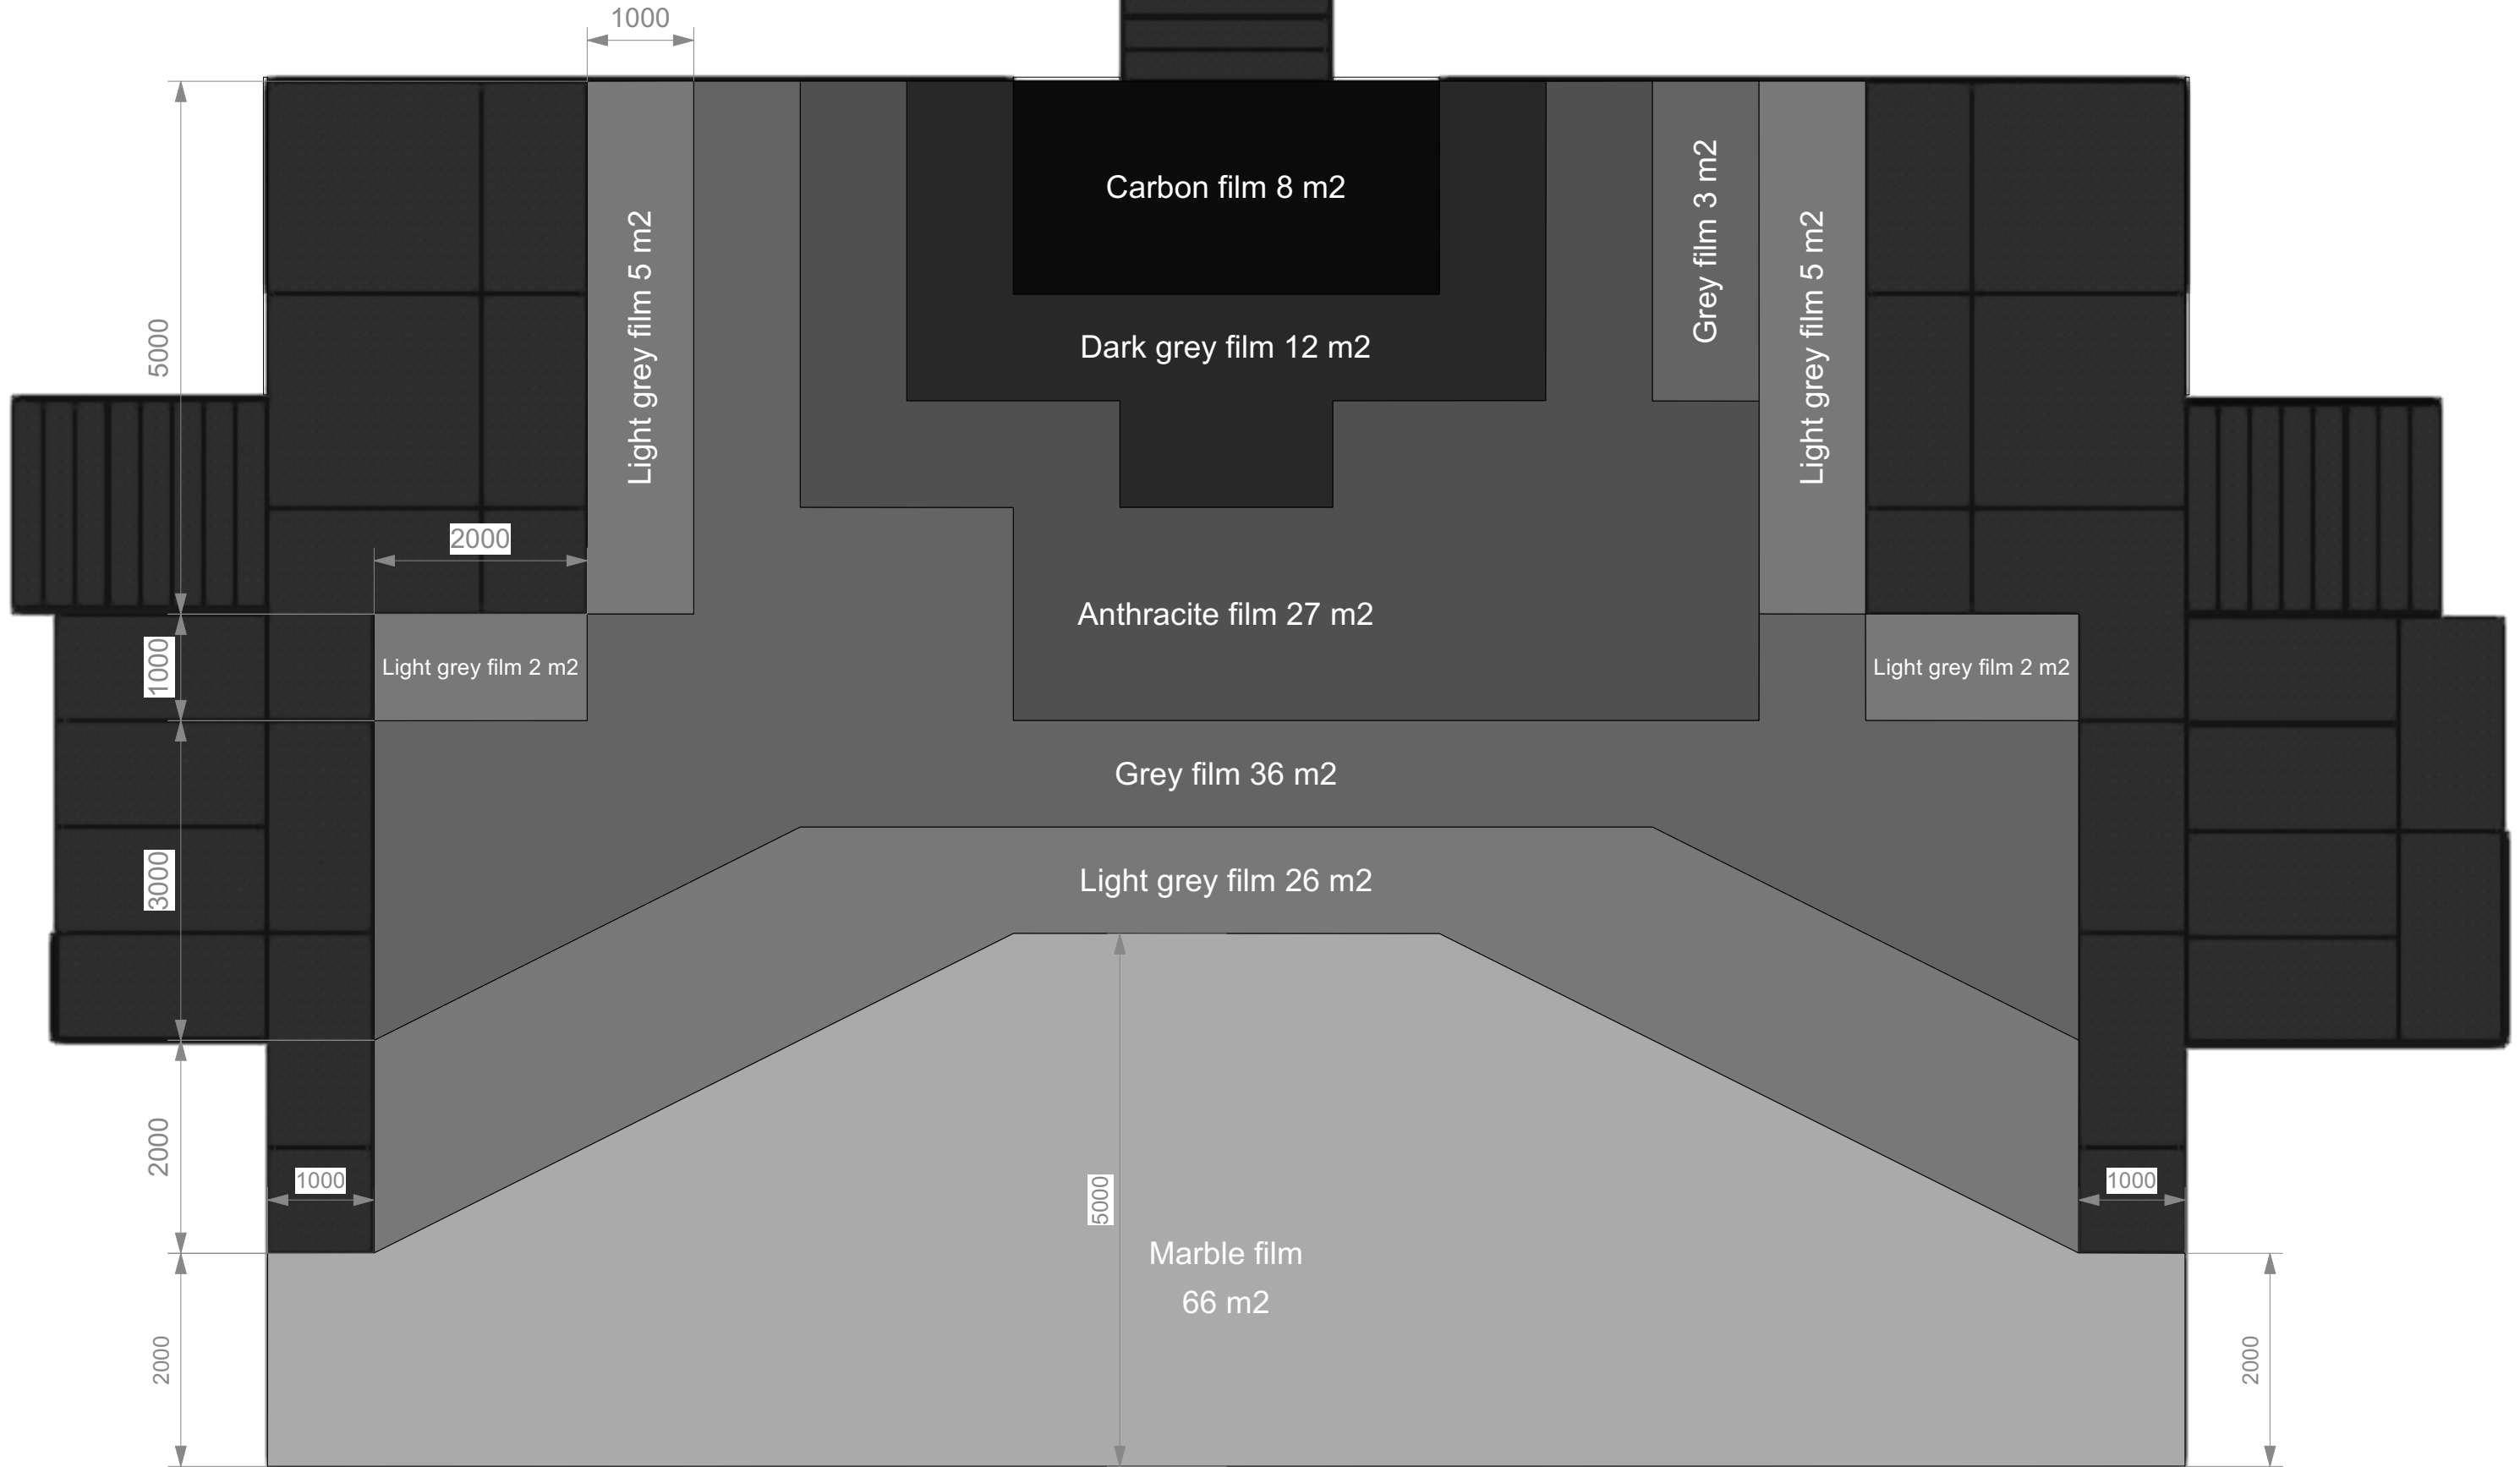 1000
Carbon film 8 m2
Grey film 3 m2
Light grey film 5 m2
Light grey film 5 m2
5000
Dark grey film 12 m2
2000
Anthracite film 27 m2
1000
Light grey film 2 m2
Light grey film 2 m2
Grey film 36 m2
3000
Light grey film 26 m2
2000
1000
5000
1000
Marble film
66 m2
2000
2000